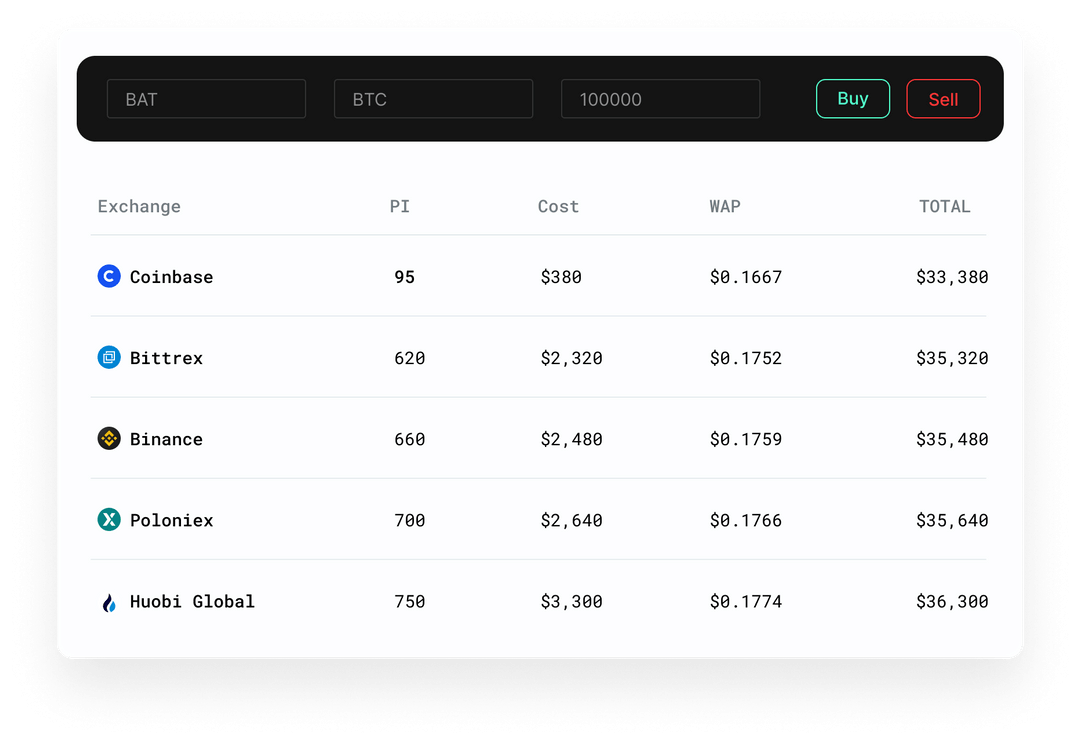 BAT BTC 100000 Buy Sell
Exchange PI Cost WAP TOTAL
Coinbase 95 $380 $0.1667 $33,380
Bittrex 620 $2,320 $0.1752 $35,320
Binance 660 $2,480 $0.1759 $35,480
Poloniex 700 $2,640 $0.1766 $35,640
Huobi Global 750 $3,300 $0.1774 $36,300